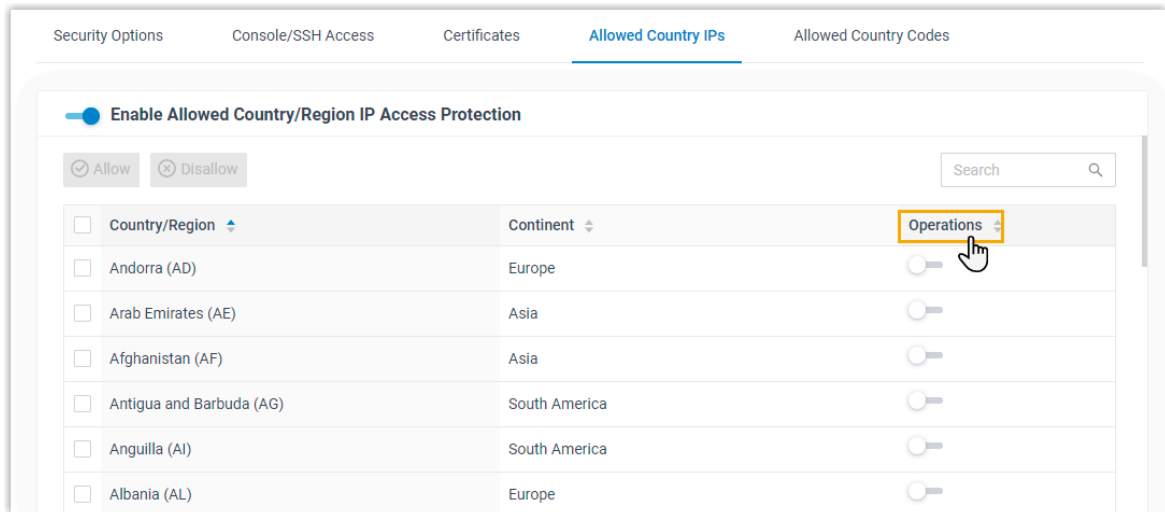 Security Options Console/SSH Access Certificates Allowed Country IPs Allowed Country Codes
Enable Allowed Country/Region IP Access Protection
Allow Disallow Search
Country/Region Continent Operations
Andorra (AD) Europe
Arab Emirates (AE) Asia
Afghanistan (AF) Asia
Antigua and Barbuda (AG) South America
Anguilla (AI) South America
Albania (AL) Europe